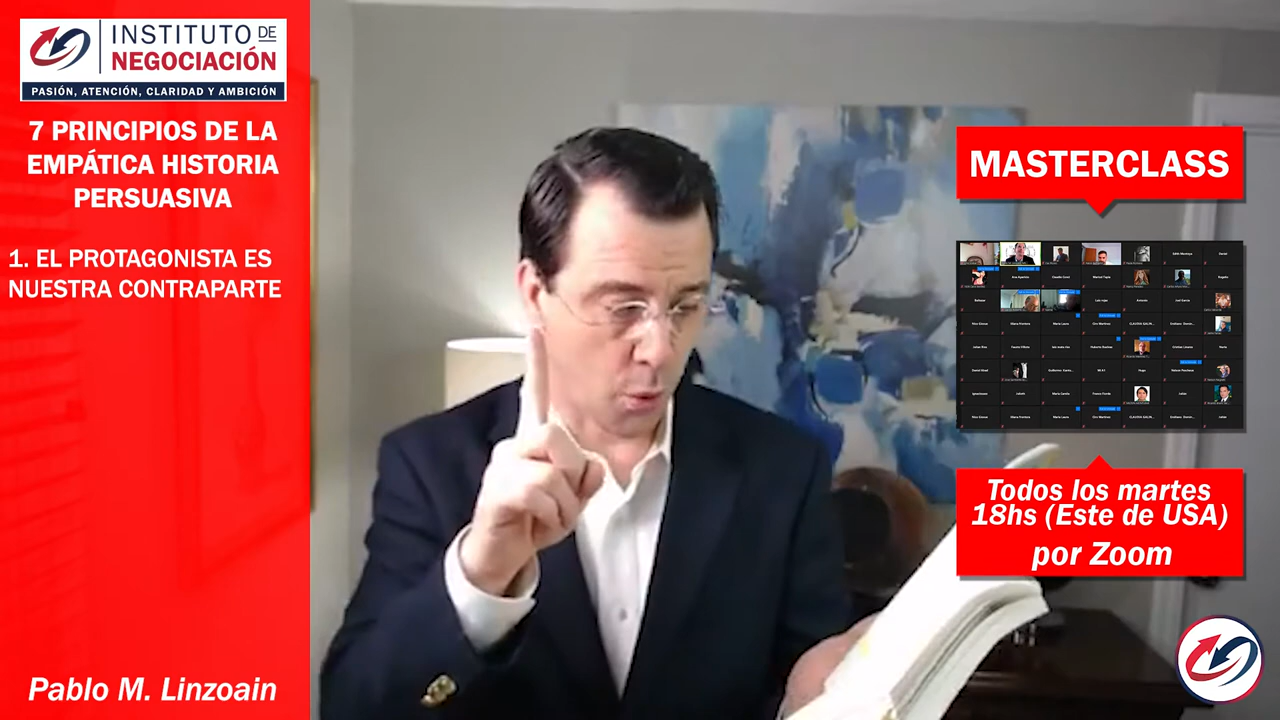 INSTITUTO DE
NEGOCIACIÓN
PASIÓN, ATENCIÓN, CLARIDAD Y AMBICIÓN
7 PRINCIPIOS DE LA
EMPÁTICA HISTORIA
PERSUASIVA
1. EL PROTAGONISTA ES
NUESTRA CONTRAPARTE
Pablo M. Linzoain
MASTERCLASS
Todos los martes
18hs (Este de USA)
por Zoom